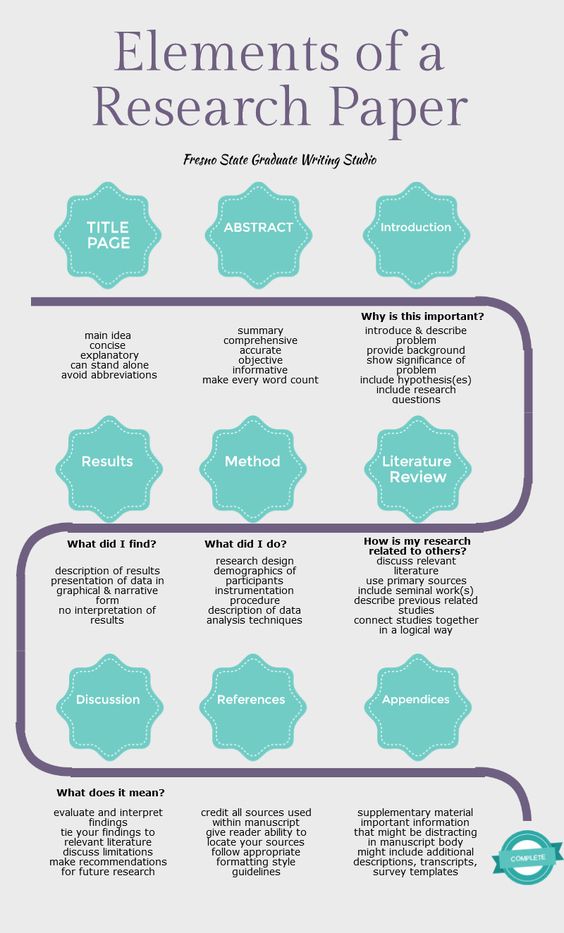 Elements of a
Research Paper
Fresno State Graduate Writing Studio
TITLE
PAGE
ABSTRACT
Introduction
main idea
concise
explanatory
can stand alone
avoid abbreviations
summary
comprehensive
accurate
objective
informative
make every word count
Why is this important?
introduce & describe
problem
provide background
show significance of
problem
include hypothesis(es)
include research
questions
Results
Method
Literature
Review
What did I find?
description of results
presentation of data in
graphical & narrative
form
no interpretation of
results
What did I do?
research design
demographics of
participants
instrumentation
procedure
description of data
analysis techniques
How is my research
related to others?
discuss relevant
literature
use primary sources
include seminal work(s)
describe previous related
studies
connect studies together
in a logical way
Discussion
References
Appendices
What does it mean?
evaluate and interpret
findings
tie your findings to
relevant literature
discuss limitations
make recommendations
for future research
credit all sources used
within manuscript
give reader ability to
locate your sources
follow appropriate
formatting style
guidelines
supplementary material
important information
that might be distracting
in manuscript body
might include additional
descriptions, transcripts,
survey templates
COMPLETE